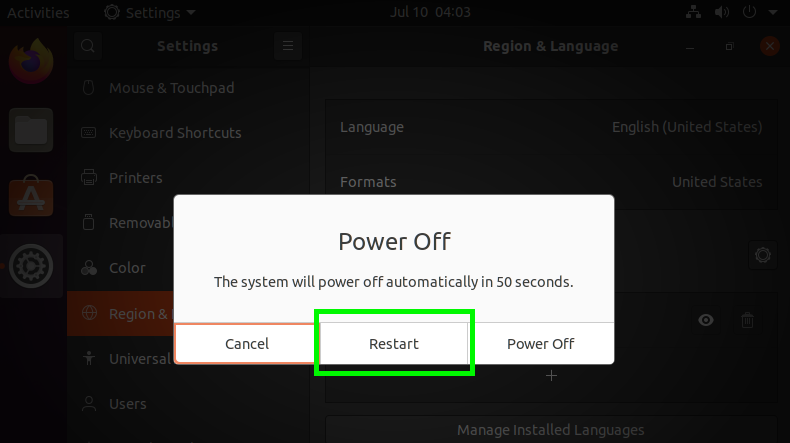 Activities
Settings
Jul 10 04:03
Settings
Region & Language
Mouse & Touchpad
Keyboard Shortcuts
Printers
Removabl
Color
Region &
Universal
Users
Language
English (United States)
Formats
United States
Power Off
The system will power off automatically in 50 seconds.
Cancel
Restart
Power Off
Manage Installed Languages